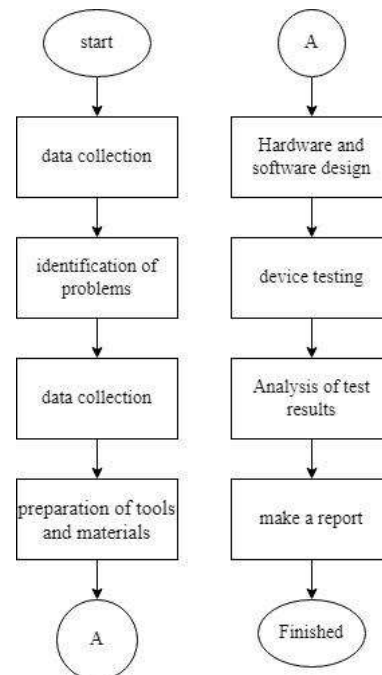 start
data collection
identification of
problems
data collection
preparation of tools
and materials
A
A
Hardware and
software design
device testing
Analysis of test
results
make a report
Finished